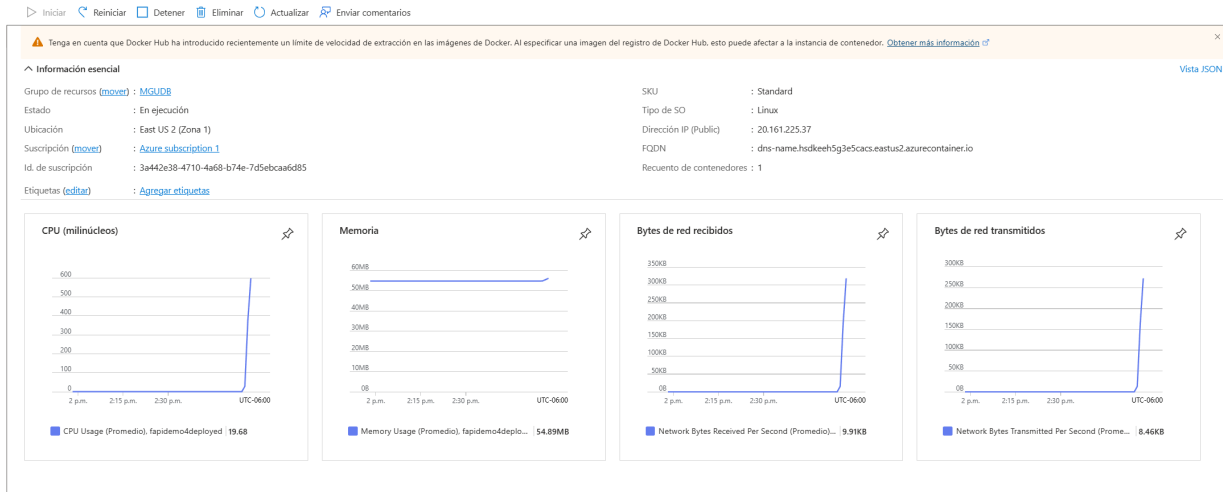 Iniciar Reiniciar Detener Eliminar Actualizar Enviar comentarios
Tenga en cuenta que Docker Hub ha introducido recientemente un límite de velocidad de extracción en las imágenes de Docker. Al especificar una imagen del registro de Docker Hub, esto puede afectar a la instancia de contenedor. Obtener más información
Información esencial
Vista JSON
Grupo de recursos (mover) : MGUDB
Estado : En ejecución
Ubicación : East US 2 (Zona 1)
Suscripción (mover) : Azure subscription 1
Id. de suscripción : 3a442e38-4710-4a68-b74e-7d5ebcaa6d85
Etiquetas (editar) : Agregar etiquetas
SKU : Standard
Tipo de SO : Linux
Dirección IP (Public) : 20.161.225.37
FQDN : dns-name.hsdkeeh5g3e5cacs.eastus2.azurecontainer.io
Recuento de contenedores : 1
CPU (milinúcleos)
600
500
400
300
200
100
0
2 p.m. 2:15 p.m. 2:30 p.m. UTC-06:00
CPU Usage (Promedio), fapidemo4deployed 19.68
Memoria
60MB
50MB
40MB
30MB
20MB
10MB
0B
2 p.m. 2:15 p.m. 2:30 p.m. UTC-06:00
Memory Usage (Promedio), fapidemo4deplo... 54.89MB
Bytes de red recibidos
350KB
300KB
250KB
200KB
150KB
100KB
50KB
0B
2 p.m. 2:15 p.m. 2:30 p.m. UTC-06:00
Network Bytes Received Per Second (Promedio)... 9.91KB
Bytes de red transmitidos
300KB
250KB
200KB
150KB
100KB
50KB
0B
2 p.m. 2:15 p.m. 2:30 p.m. UTC-06:00
Network Bytes Transmitted Per Second (Prome... 8.46KB